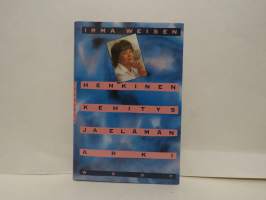 IRMA WEISEN
HENKINEN
KEHITYS
JA ELÄMÄN
ARKI